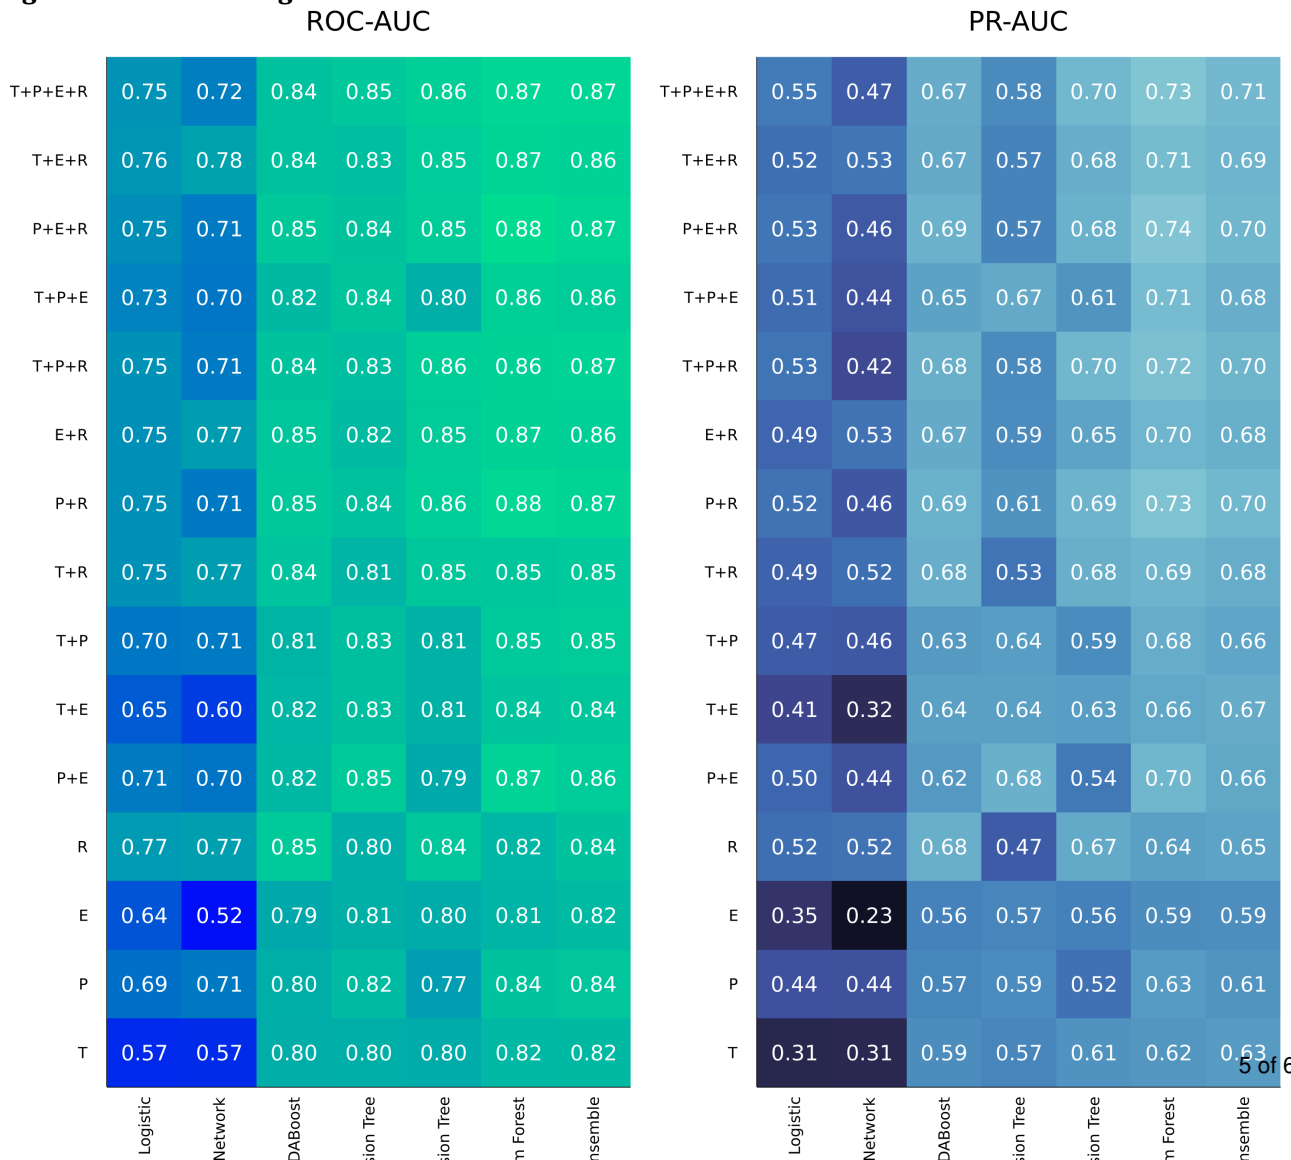 ROC-AUC
PR-AUC
T+P+E+R 0.75 0.72 0.84 0.85 0.86 0.87 0.87
T+E+R 0.76 0.78 0.84 0.83 0.85 0.87 0.86
P+E+R 0.75 0.71 0.85 0.84 0.85 0.88 0.87
T+P+E 0.73 0.70 0.82 0.84 0.80 0.86 0.86
T+P+R 0.75 0.71 0.84 0.83 0.86 0.86 0.87
E+R 0.75 0.77 0.85 0.82 0.85 0.87 0.86
P+R 0.75 0.71 0.85 0.84 0.86 0.88 0.87
T+R 0.75 0.77 0.84 0.81 0.85 0.85 0.85
T+P 0.70 0.71 0.81 0.83 0.81 0.85 0.85
T+E 0.65 0.60 0.82 0.83 0.81 0.84 0.84
P+E 0.71 0.70 0.82 0.85 0.79 0.87 0.86
R 0.77 0.77 0.85 0.80 0.84 0.82 0.84
E 0.64 0.52 0.79 0.81 0.80 0.81 0.82
P 0.69 0.71 0.80 0.82 0.77 0.84 0.84
T 0.57 0.57 0.80 0.80 0.80 0.82 0.82
Logistic
Network
DABoost
sion Tree
sion Tree
m Forest
nsemble
T+P+E+R 0.55 0.47 0.67 0.58 0.70 0.73 0.71
T+E+R 0.52 0.53 0.67 0.57 0.68 0.71 0.69
P+E+R 0.53 0.46 0.69 0.57 0.68 0.74 0.70
T+P+E 0.51 0.44 0.65 0.67 0.61 0.71 0.68
T+P+R 0.53 0.42 0.68 0.58 0.70 0.72 0.70
E+R 0.49 0.53 0.67 0.59 0.65 0.70 0.68
P+R 0.52 0.46 0.69 0.61 0.69 0.73 0.70
T+R 0.49 0.52 0.68 0.53 0.68 0.69 0.68
T+P 0.47 0.46 0.63 0.64 0.59 0.68 0.66
T+E 0.41 0.32 0.64 0.64 0.63 0.66 0.67
P+E 0.50 0.44 0.62 0.68 0.54 0.70 0.66
R 0.52 0.52 0.68 0.47 0.67 0.64 0.65
E 0.35 0.23 0.56 0.57 0.56 0.59 0.59
P 0.44 0.44 0.57 0.59 0.52 0.63 0.61
T 0.31 0.31 0.59 0.57 0.61 0.62 0.63
5 of 6
Logistic
Network
DABoost
sion Tree
sion Tree
m Forest
nsemble